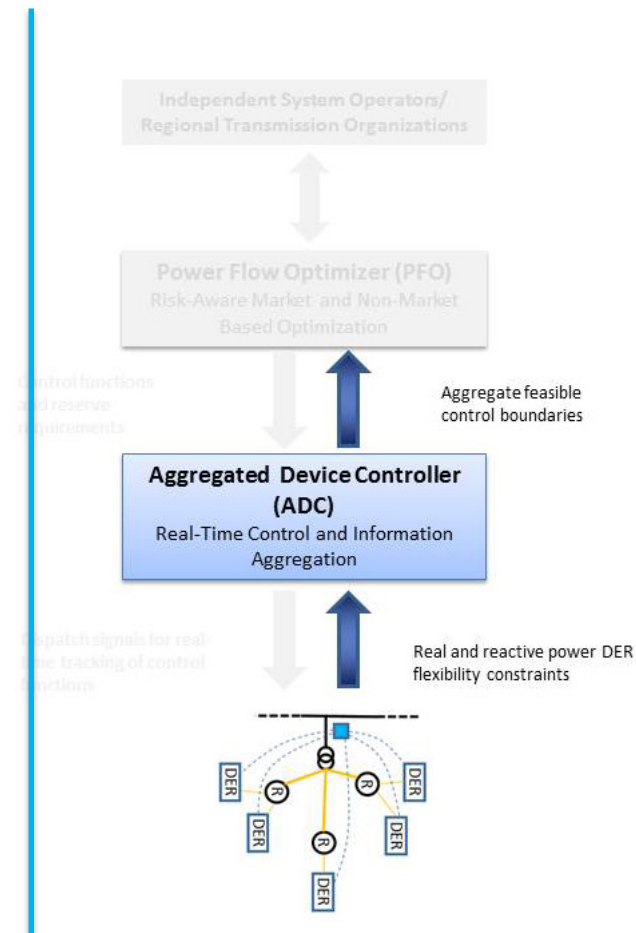 Independent System Operators/
Regional Transmission Organizations
Power Flow Optimizer (PFO)
Risk-Aware Market and Non-Market
Based Optimization
Control functions
and reserve
requirements
Aggregate feasible
control boundaries
Aggregated Device Controller
(ADC)
Real-Time Control and Information
Aggregation
Dispatch signals for real-
time tracking of control
functions
Real and reactive power DER
flexibility constraints
DER
R
R
DER
DER
DER
R
DER